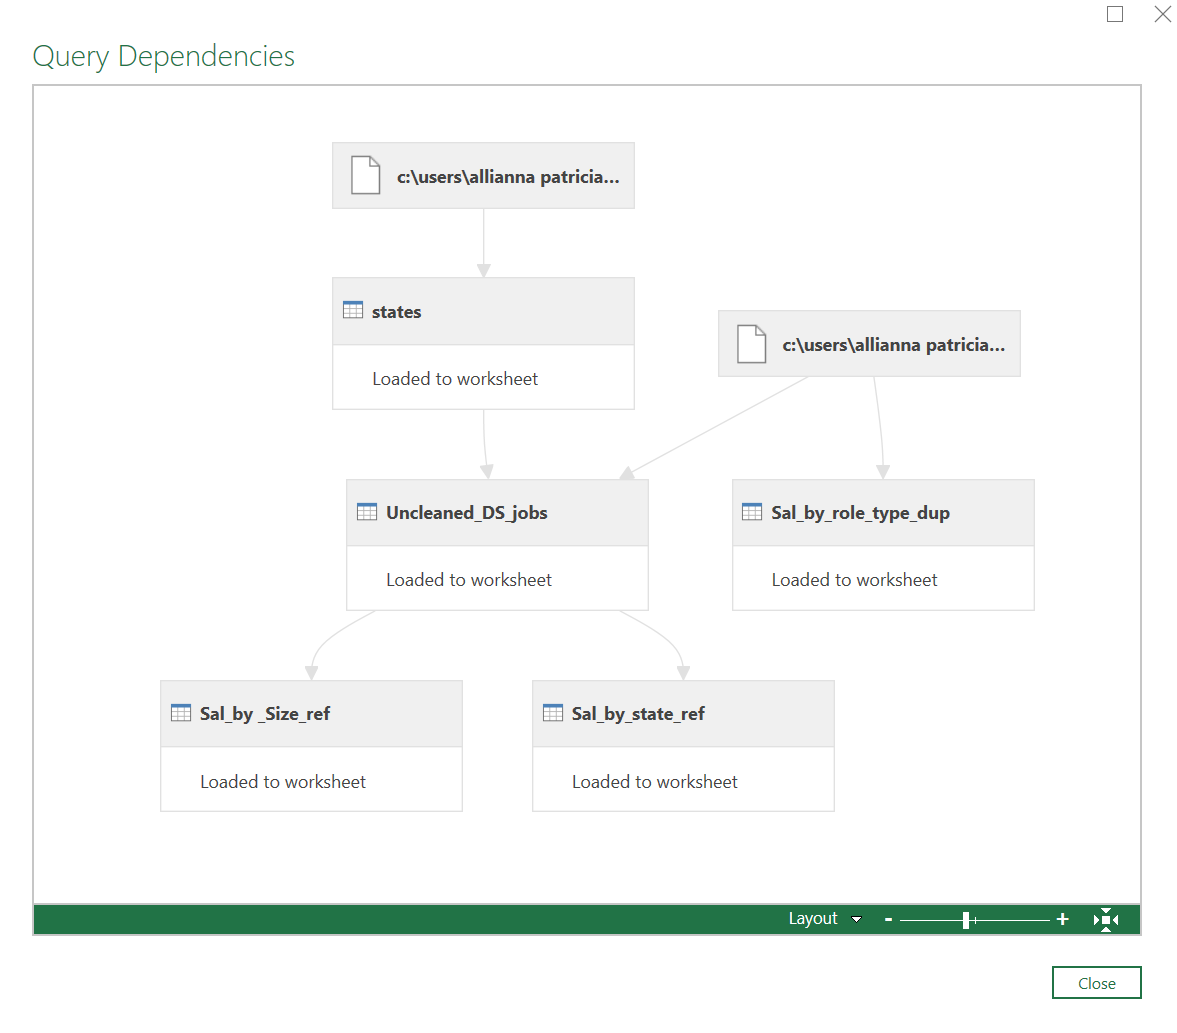 Query Dependencies
c:\users\allianna patricia...
states
Loaded to worksheet
c:\users\allianna patricia...
Uncleaned_DS_jobs
Loaded to worksheet
Sal_by_role_type_dup
Loaded to worksheet
Sal_by _Size_ref
Loaded to worksheet
Sal_by_state_ref
Loaded to worksheet
Layout - +
Close